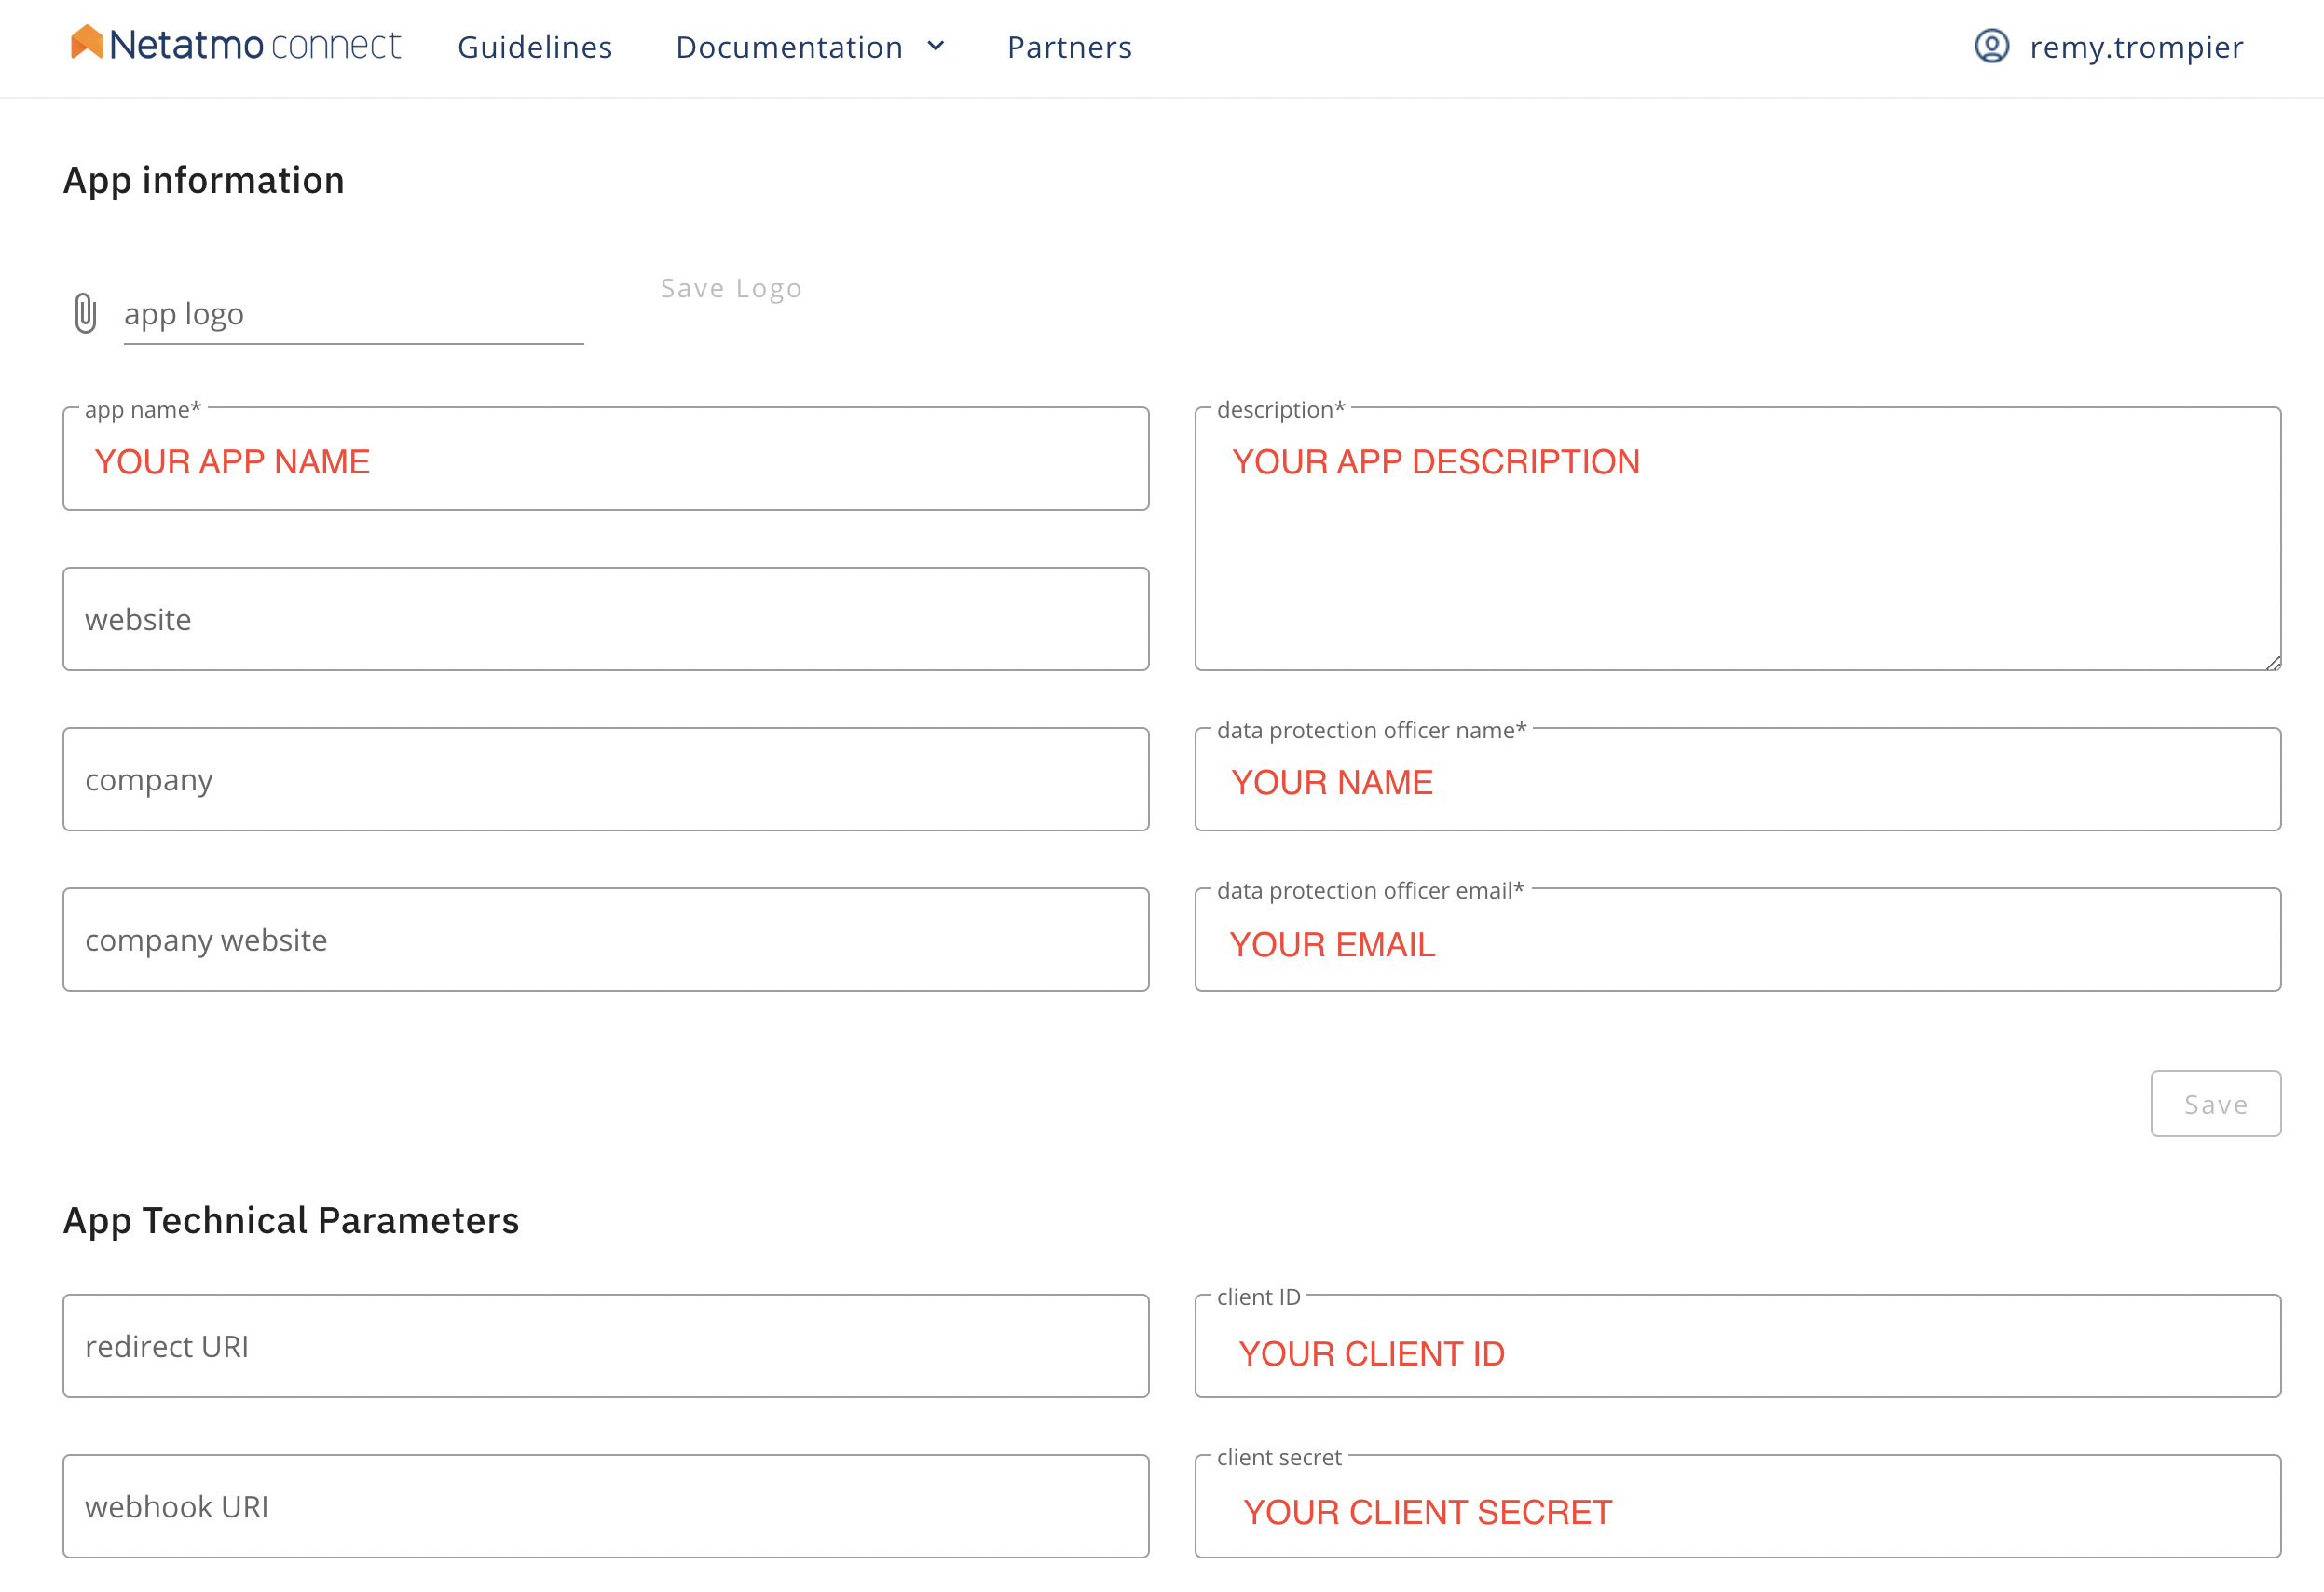 Netatmo connect Guidelines Documentation Partners remy.trompier
App information
Save Logo
app logo
app name*
YOUR APP NAME
description*
YOUR APP DESCRIPTION
website
company
data protection officer name*
YOUR NAME
company website
data protection officer email*
YOUR EMAIL
Save
App Technical Parameters
redirect URI
client ID
YOUR CLIENT ID
webhook URI
client secret
YOUR CLIENT SECRET